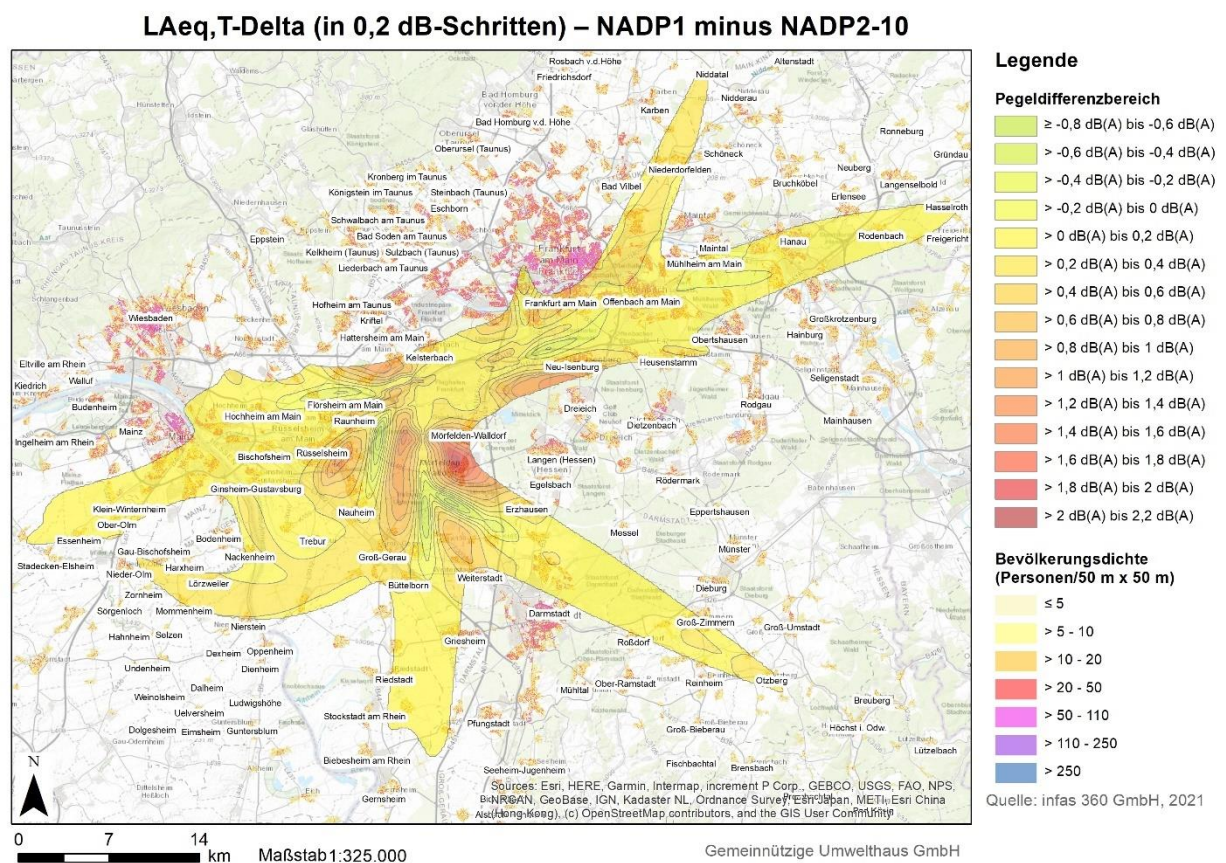 LAeq,T-Delta (in 0,2 dB-Schritten) – NADP1 minus NADP2-10
Rosbach v.d.Höhe
Altenstadt
Friedrichsdorf
Niddatal
Karben
Nidderau
Bad Homburg v.d. Höhe
Ronneburg
Oberursel (Taunus)
Schöneck
Gründau
Niederdorfelden
Neuberg
Kronberg im Taunus
Langenselbold
Königstein im Taunus
Steinbach (Taunus)
Bad Vilbel
Bruchköbel
Erlensee
Eschborn
Hasselroth
Schwalbach am Taunus
Bad Soden am Taunus
Rodenbach
Freigericht
Eppstein
Maintal
Hanau
Kelkheim (Taunus)
Sulzbach (Taunus)
Mühlheim am Main
Liederbach am Taunus
Hofheim am Taunus
Frankfurt am Main
Offenbach am Main
Wiesbaden
Kriftel
Großkrotzenburg
Hattersheim am Main
Hainburg
Obertshausen
Kelsterbach
Eltville am Rhein
Neu-Isenburg
Heusenstamm
Seligenstadt
Kiedrich
Walluf
Flörsheim am Main
Rodgau
Budenheim
Hochheim am Main
Dreieich
Mainhausen
Raunheim
Dietzenbach
Mainz
Mörfelden-Walldorf
Ingelheim am Rhein
Bischofsheim
Rüsselsheim
Langen (Hessen)
Rödermark
Egelsbach
Ginsheim-Gustavsburg
Klein-Winternheim
Nauheim
Erzhausen
Eppertshausen
Ober-Olm
Essenheim
Bodenheim
Trebur
Messel
Gau-Bischofsheim
Nackenheim
Groß-Gerau
Münster
Stadecken-Elsheim
Harxheim
Nieder-Olm
Lörzweiler
Büttelborn
Weiterstadt
Dieburg
Zornheim
Sörgenloch
Mommenheim
Darmstadt
Groß-Zimmern
Groß-Umstadt
Nierstein
Hahnheim
Selzen
Griesheim
Roßdorf
Dexheim
Oppenheim
Undenheim
Dienheim
Riedstadt
Ober-Ramstadt
Reinheim
Otzberg
Dalheim
Mühltal
Weinolsheim
Ludwigshöhe
Breuberg
Uelversheim
Stockstadt am Rhein
Pfungstadt
Dolgesheim
Eimsheim
Guntersblum
Groß-Bieberau
Höchst i. Odw.
Lützelbach
Biebesheim am Rhein
Fischbachtal
Brensbach
Seeheim-Jugenheim
Gernsheim
N
Sources: Esri, HERE, Garmin, Intermap, increment P Corp., GEBCO, USGS, FAO, NPS,
NRCAN, GeoBase, IGN, Kadaster NL, Ordnance Survey, Esri Japan, METI, Esri China
(Hong Kong), (c) OpenStreetMap contributors, and the GIS User Community
0 7 14
km
Maßstab 1:325.000
Gemeinnützige Umwelthaus GmbH
Legende
Pegeldifferenzbereich
≥ -0,8 dB(A) bis -0,6 dB(A)
> -0,6 dB(A) bis -0,4 dB(A)
> -0,4 dB(A) bis -0,2 dB(A)
> -0,2 dB(A) bis 0 dB(A)
> 0 dB(A) bis 0,2 dB(A)
> 0,2 dB(A) bis 0,4 dB(A)
> 0,4 dB(A) bis 0,6 dB(A)
> 0,6 dB(A) bis 0,8 dB(A)
> 0,8 dB(A) bis 1 dB(A)
> 1 dB(A) bis 1,2 dB(A)
> 1,2 dB(A) bis 1,4 dB(A)
> 1,4 dB(A) bis 1,6 dB(A)
> 1,6 dB(A) bis 1,8 dB(A)
> 1,8 dB(A) bis 2 dB(A)
> 2 dB(A) bis 2,2 dB(A)
Bevölkerungsdichte
(Personen/50 m x 50 m)
≤ 5
> 5 - 10
> 10 - 20
> 20 - 50
> 50 - 110
> 110 - 250
> 250
Quelle: infas 360 GmbH, 2021